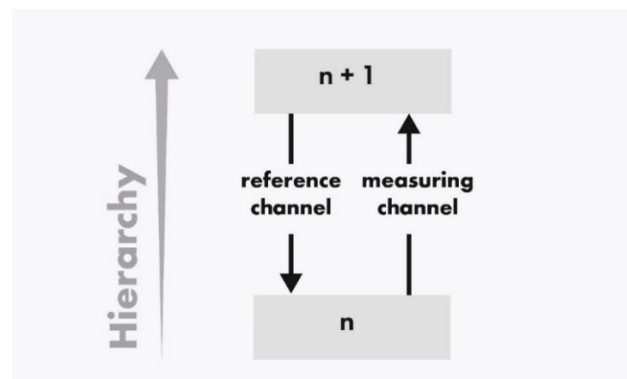 n + 1
reference
channel
measuring
channel
Hierarchy
n